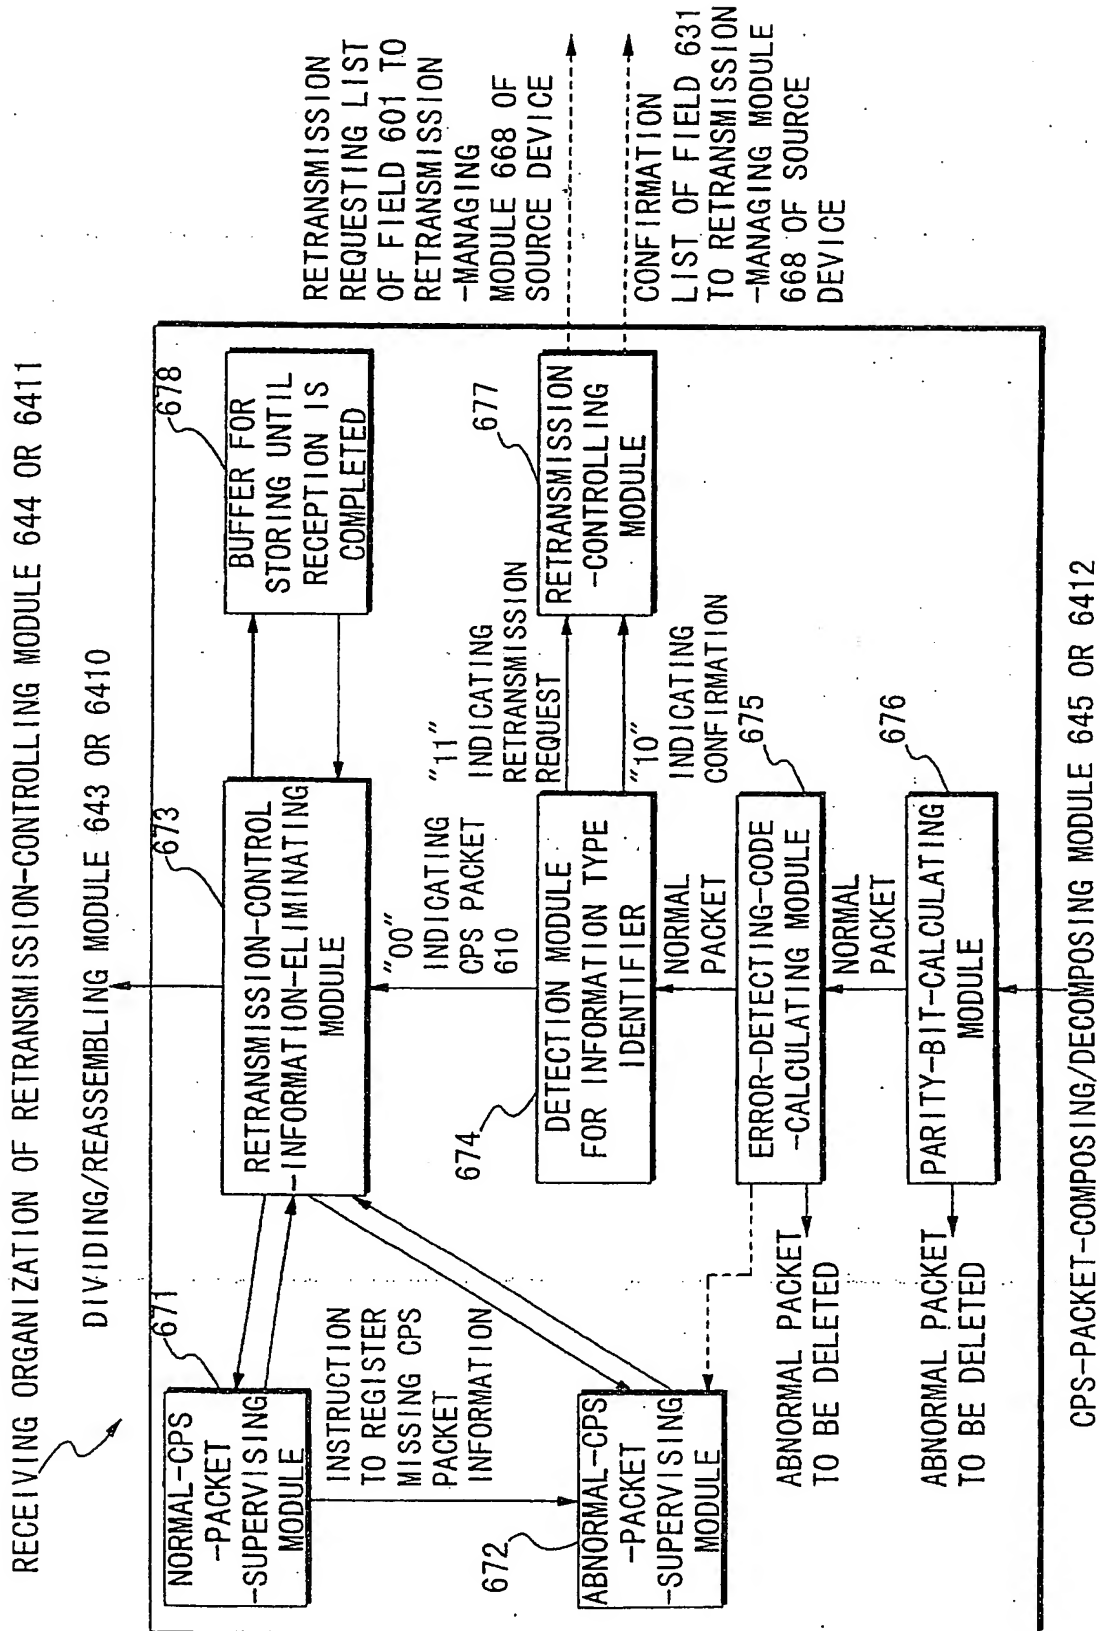 RECEIVING ORGANIZATION OF RETRANSMISSION-CONTROLLING MODULE 644 OR 6411
DIVIDING/REASSEMBLING MODULE 643 OR 6410
671
NORMAL-CPS
-PACKET
-SUPERVISING
MODULE
673
RETRANSMISSION-CONTROL
-INFORMATION-ELIMINATING
MODULE
678
BUFFER FOR
STORING UNTIL
RECEPTION IS
COMPLETED
INSTRUCTION
TO REGISTER
MISSING CPS
PACKET
INFORMATION
"00"
INDICATING
CPS PACKET
610
"11"
INDICATING
RETRANSMISSION
REQUEST
RETRANSMISSION
REQUESTING LIST
OF FIELD 601 TO
RETRANSMISSION
-MANAGING
MODULE 668 OF
SOURCE DEVICE
672
ABNORMAL-CPS
-PACKET
-SUPERVISING
MODULE
674
DETECTION MODULE
FOR INFORMATION TYPE
IDENTIFIER
677
RETRANSMISSION
-CONTROLLING
MODULE
"10"
INDICATING
CONFIRMATION
CONFIRMATION
LIST OF FIELD 631
TO RETRANSMISSION
-MANAGING MODULE
668 OF SOURCE
DEVICE
NORMAL
PACKET
675
ERROR-DETECTING-CODE
-CALCULATING MODULE
ABNORMAL PACKET
TO BE DELETED
NORMAL
PACKET
676
PARITY-BIT-CALCULATING
MODULE
ABNORMAL PACKET
TO BE DELETED
CPS-PACKET-COMPOSING/DECOMPOSING MODULE 645 OR 6412